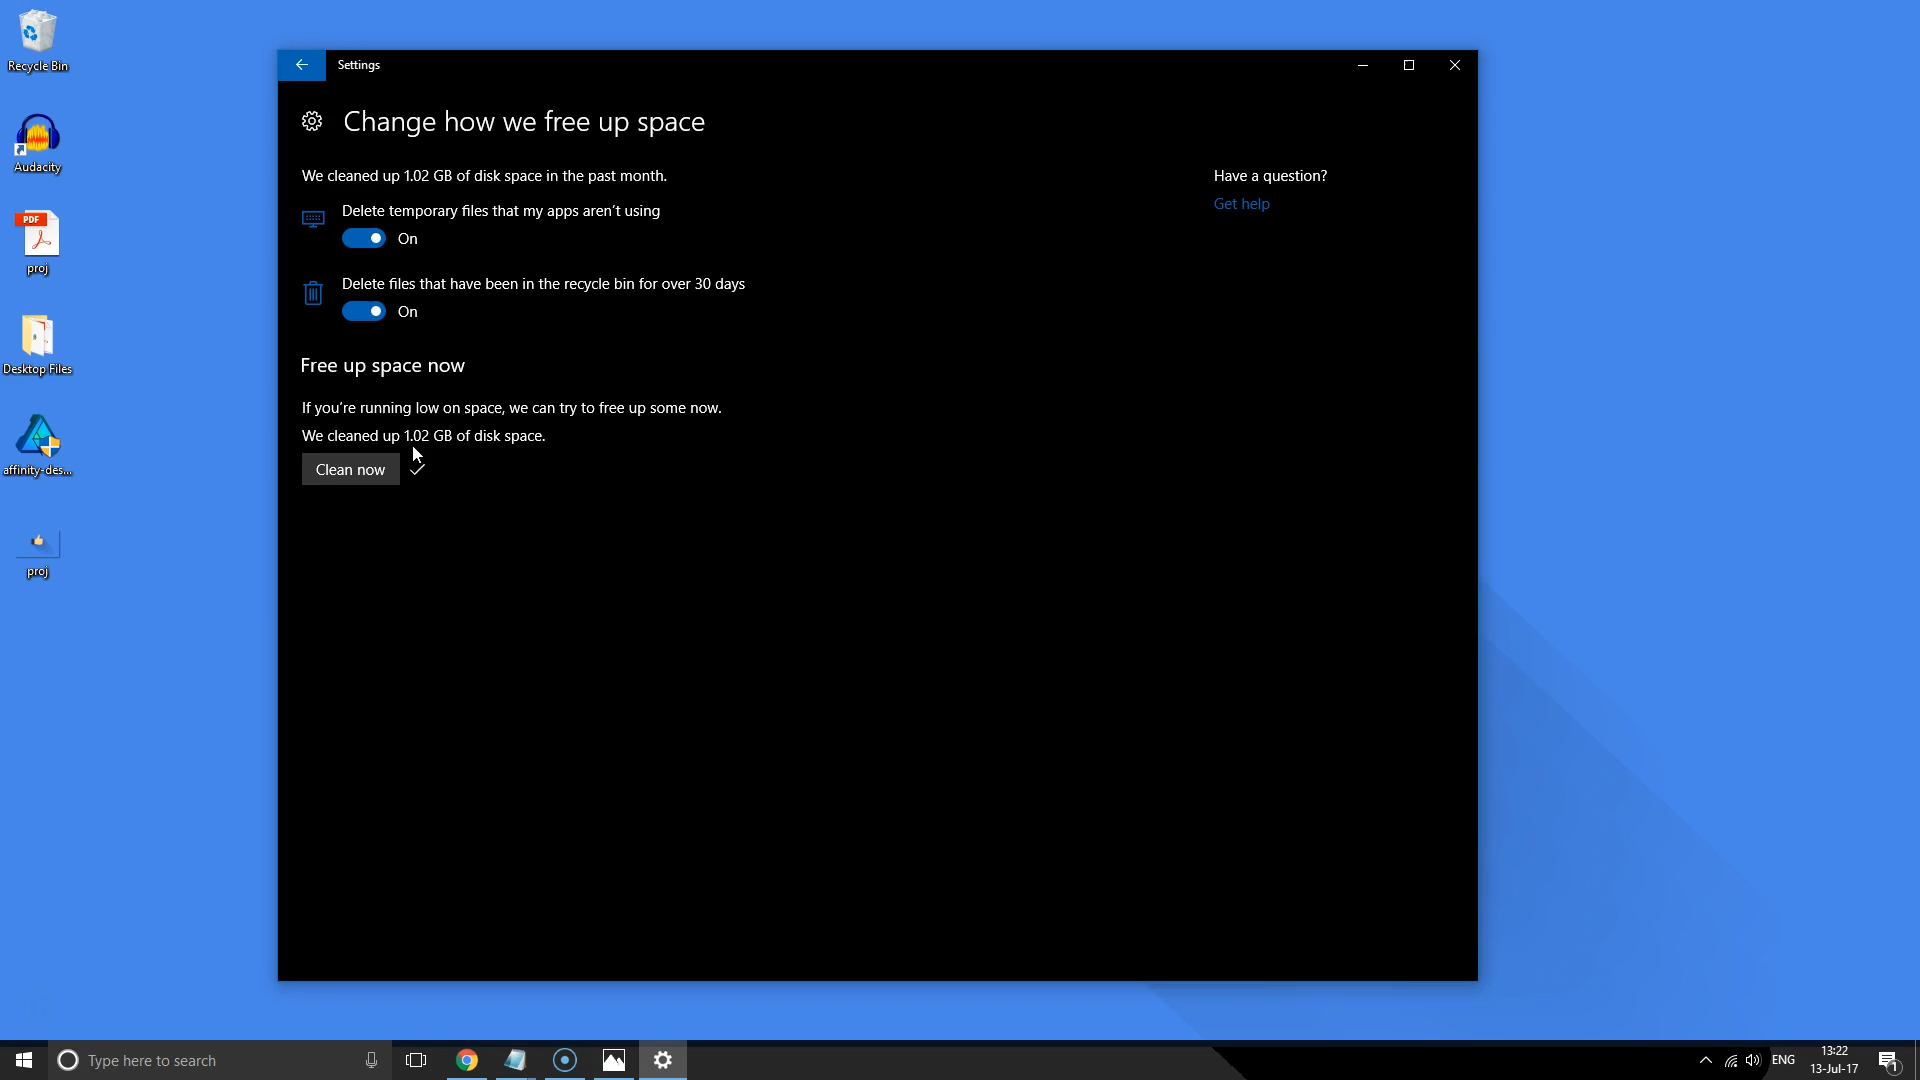 Recycle Bin
Audacity
PDF
proj
Desktop Files
affinity-des...
proj
Settings
Change how we free up space
We cleaned up 1.02 GB of disk space in the past month.
Delete temporary files that my apps aren't using
On
Delete files that have been in the recycle bin for over 30 days
On
Free up space now
If you're running low on space, we can try to free up some now.
We cleaned up 1.02 GB of disk space.
Clean now
Have a question?
Get help
Type here to search
ENG
13:22
13-Jul-17
1